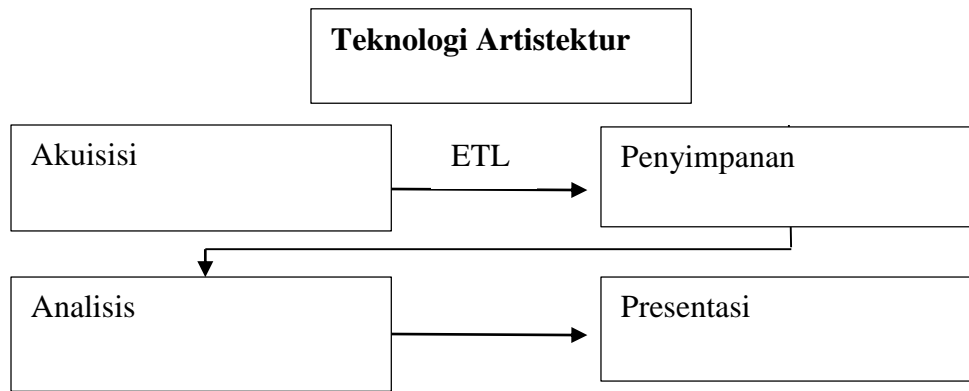 Teknologi Artistektur
Akuisisi
ETL
Penyimpanan
Analisis
Presentasi